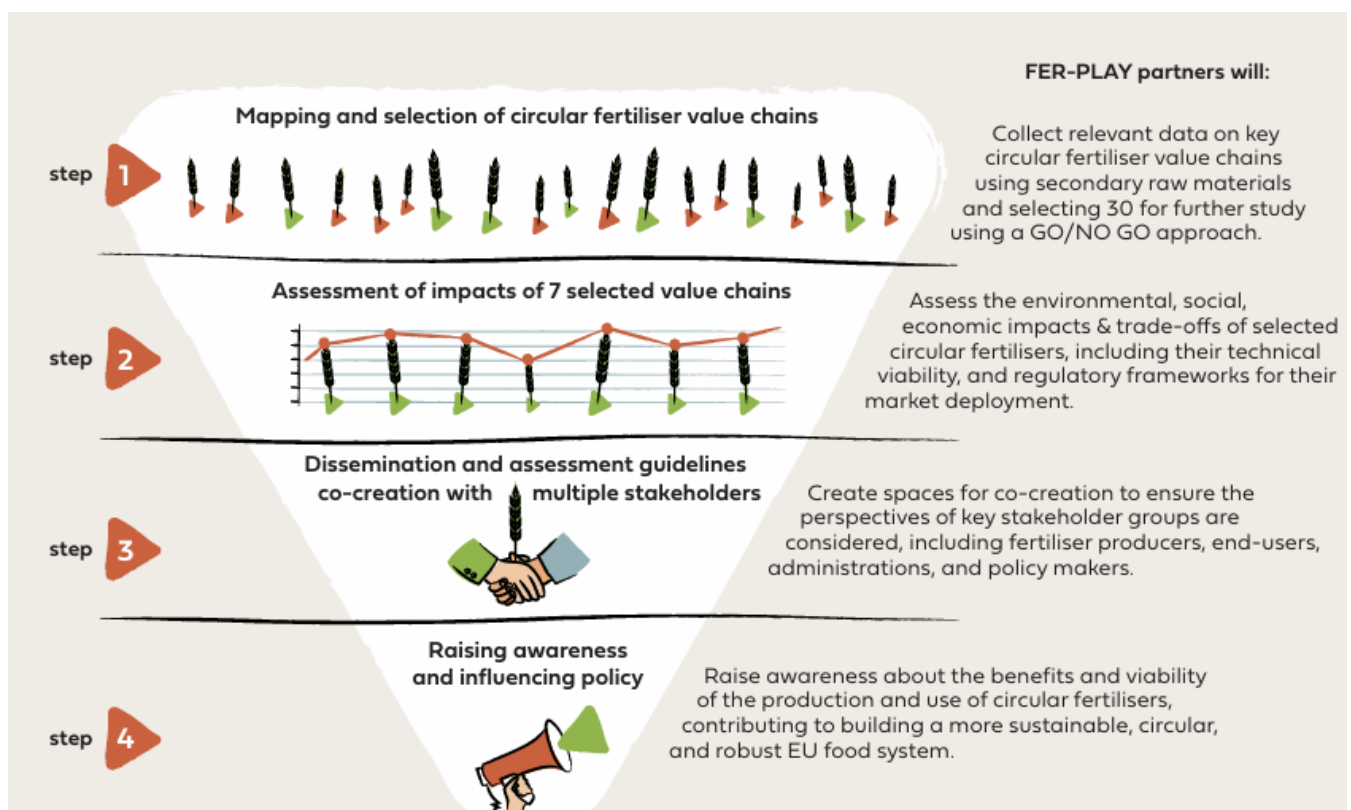 FER-PLAY partners will:
Mapping and selection of circular fertiliser value chains
step 1
Collect relevant data on key
circular fertiliser value chains
using secondary raw materials
and selecting 30 for further study
using a GO/NO GO approach.
Assessment of impacts of 7 selected value chains
step 2
Assess the environmental, social,
economic impacts & trade-offs of selected
circular fertilisers, including their technical
viability, and regulatory frameworks for their
market deployment.
Dissemination and assessment guidelines
co-creation with multiple stakeholders
step 3
Create spaces for co-creation to ensure the
perspectives of key stakeholder groups are
considered, including fertiliser producers, end-users,
administrations, and policy makers.
Raising awareness
and influencing policy
step 4
Raise awareness about the benefits and viability
of the production and use of circular fertilisers,
contributing to building a more sustainable, circular,
and robust EU food system.